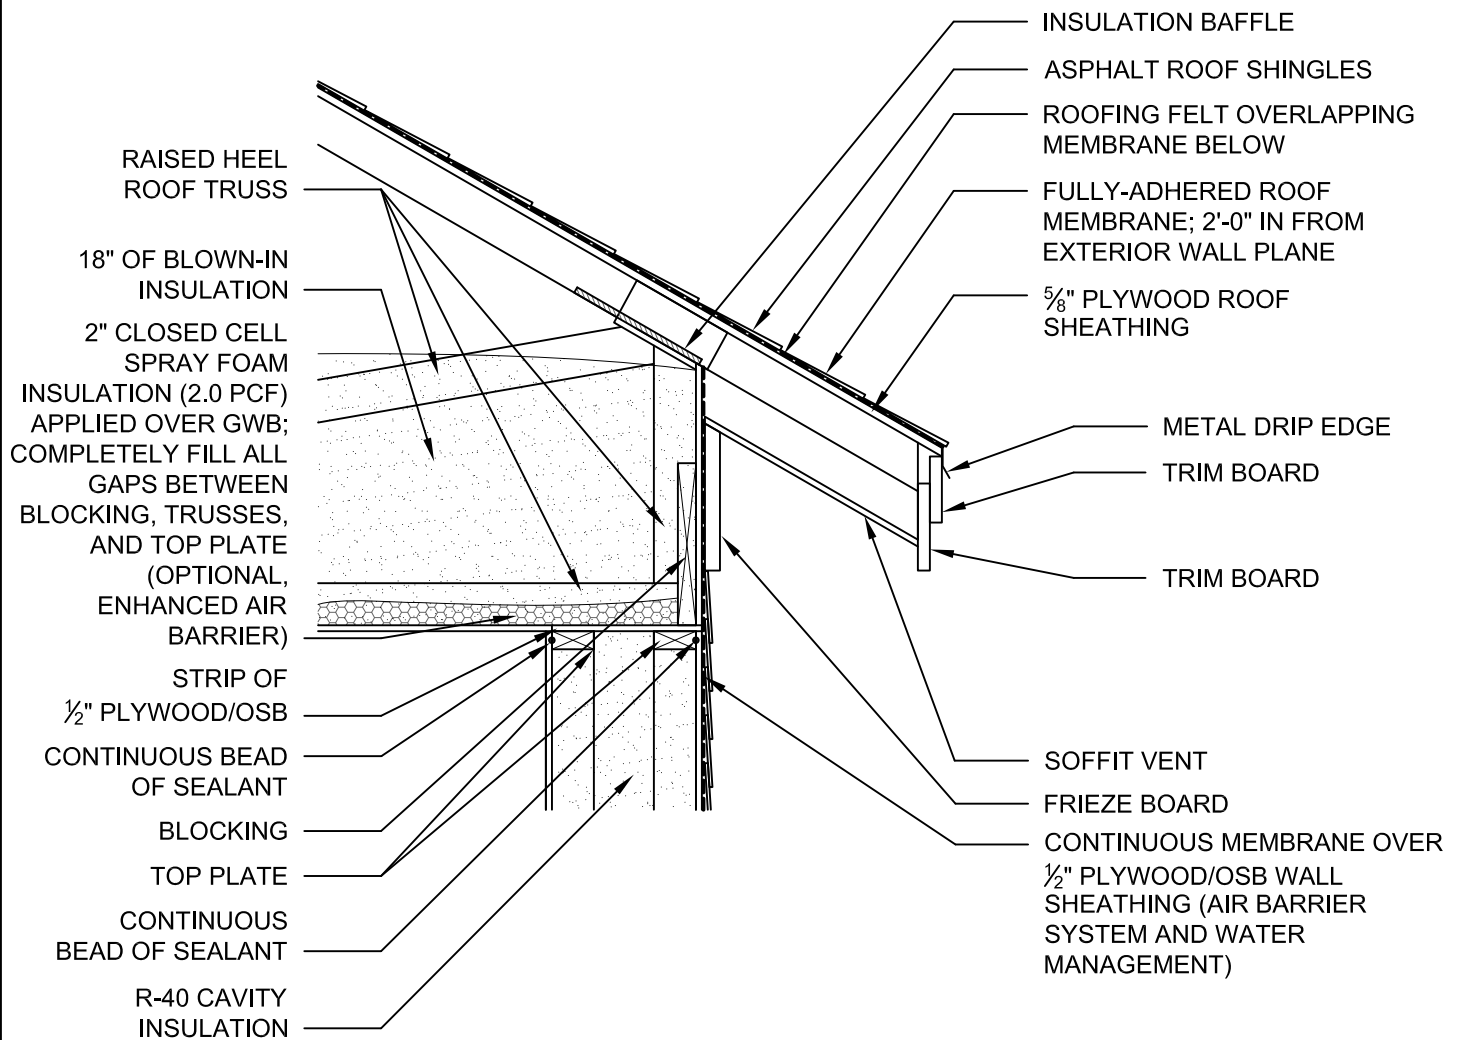 RAISED HEEL
ROOF TRUSS
18" OF BLOWN-IN
INSULATION
2" CLOSED CELL
SPRAY FOAM
INSULATION (2.0 PCF)
APPLIED OVER GWB;
COMPLETELY FILL ALL
GAPS BETWEEN
BLOCKING, TRUSSES,
AND TOP PLATE
(OPTIONAL,
ENHANCED AIR
BARRIER)
STRIP OF
½" PLYWOOD/OSB
CONTINUOUS BEAD
OF SEALANT
BLOCKING
TOP PLATE
CONTINUOUS
BEAD OF SEALANT
R-40 CAVITY
INSULATION
INSULATION BAFFLE
ASPHALT ROOF SHINGLES
ROOFING FELT OVERLAPPING
MEMBRANE BELOW
FULLY-ADHERED ROOF
MEMBRANE; 2'-0" IN FROM
EXTERIOR WALL PLANE
⅝" PLYWOOD ROOF
SHEATHING
METAL DRIP EDGE
TRIM BOARD
TRIM BOARD
SOFFIT VENT
FRIEZE BOARD
CONTINUOUS MEMBRANE OVER
½" PLYWOOD/OSB WALL
SHEATHING (AIR BARRIER
SYSTEM AND WATER
MANAGEMENT)